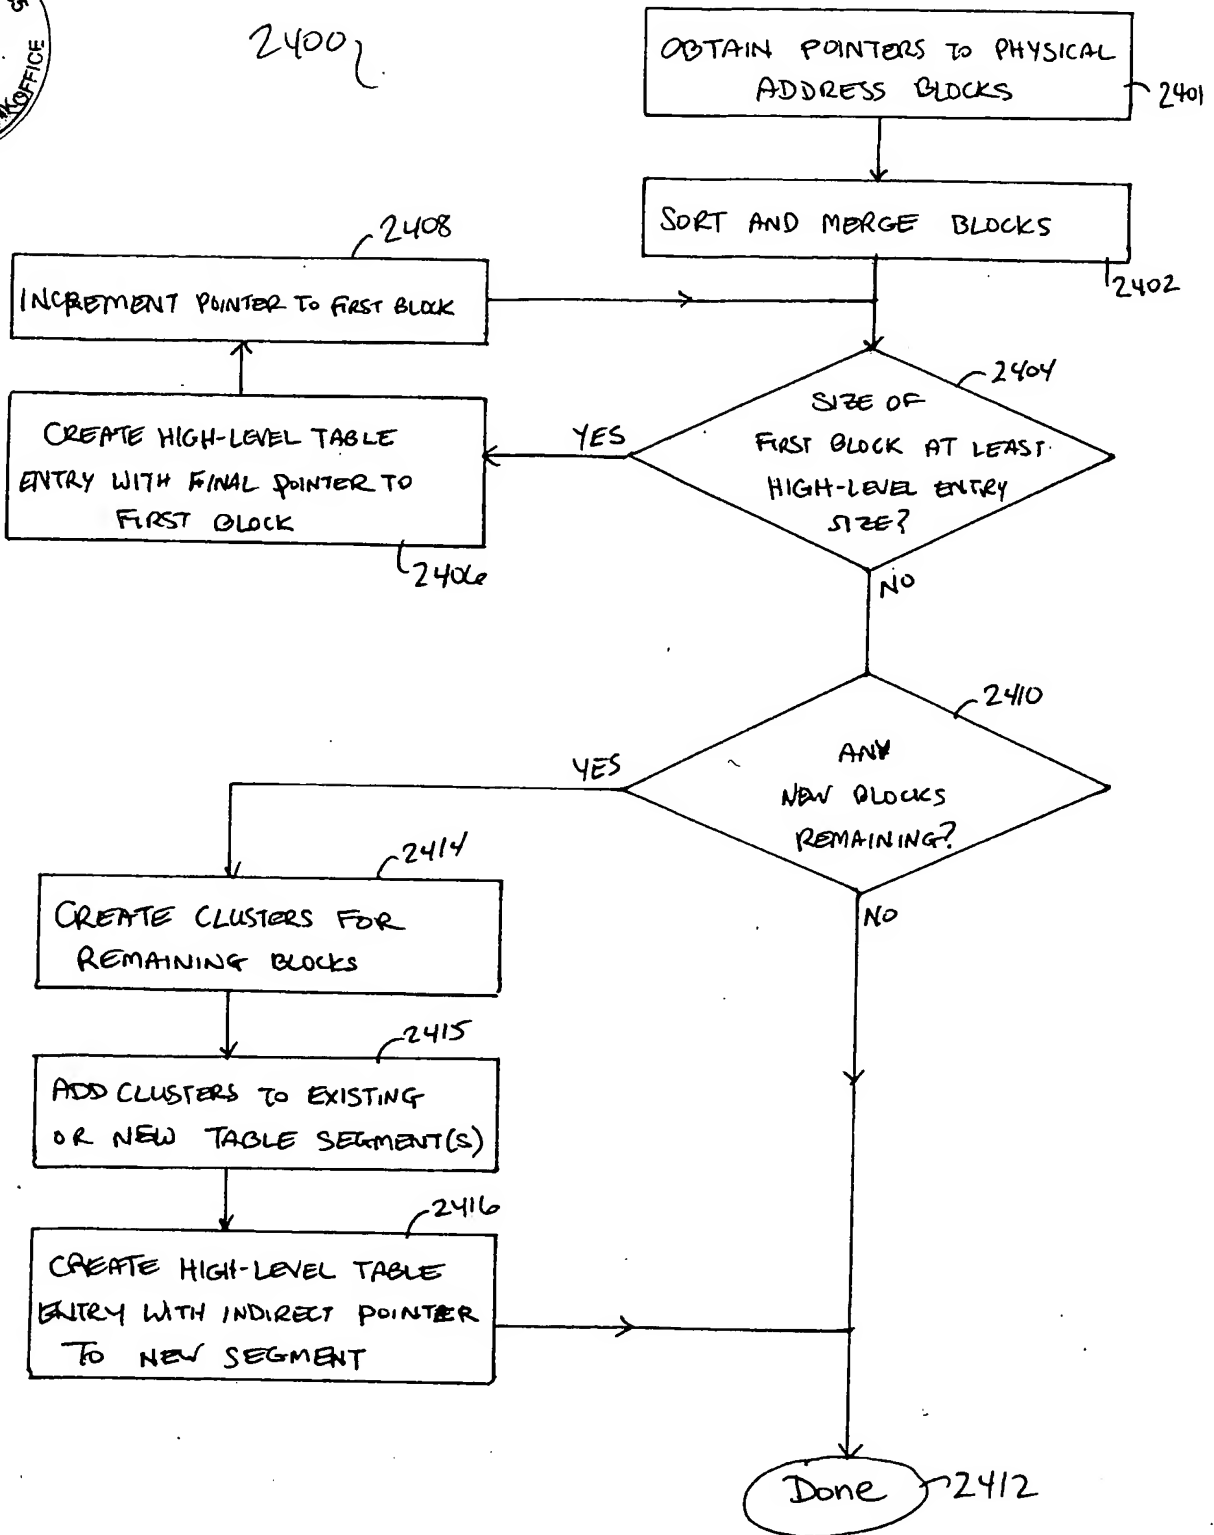 OFFICE
2400
OBTAIN POINTERS TO PHYSICAL
ADDRESS BLOCKS
2401
SORT AND MERGE BLOCKS
2402
2408
INCREMENT POINTER TO FIRST BLOCK
2404
SIZE OF
FIRST BLOCK AT LEAST
HIGH-LEVEL ENTRY
SIZE?
YES
CREATE HIGH-LEVEL TABLE
ENTRY WITH FINAL POINTER TO
FIRST BLOCK
2406
NO
2410
ANY
NEW BLOCKS
REMAINING?
YES
NO
2414
CREATE CLUSTERS FOR
REMAINING BLOCKS
2415
ADD CLUSTERS TO EXISTING
OR NEW TABLE SEGMENT(S)
2416
CREATE HIGH-LEVEL TABLE
ENTRY WITH INDIRECT POINTER
TO NEW SEGMENT
Done
2412